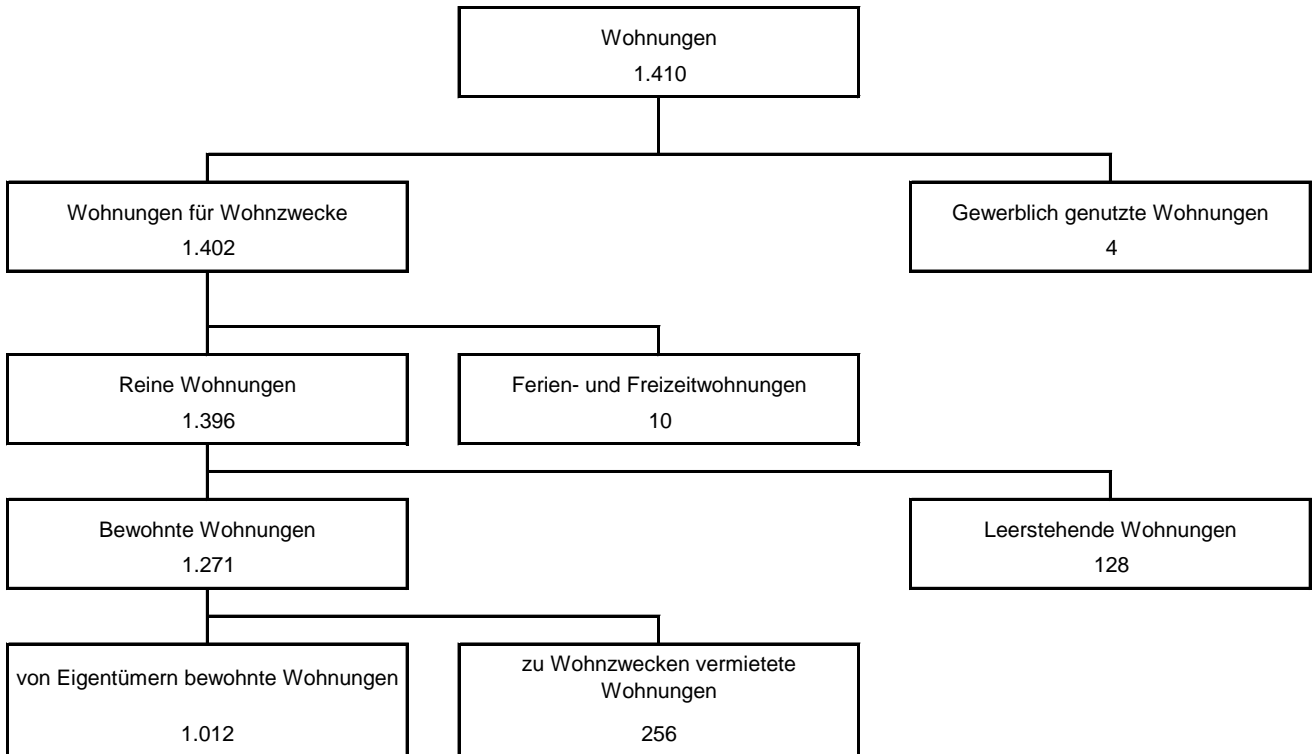 Wohnungen
1.410
Wohnungen für Wohnzwecke
1.402
Gewerblich genutzte Wohnungen
4
Reine Wohnungen
1.396
Ferien- und Freizeitwohnungen
10
Bewohnte Wohnungen
1.271
Leerstehende Wohnungen
128
von Eigentümern bewohnte Wohnungen
1.012
zu Wohnzwecken vermietete
Wohnungen
256